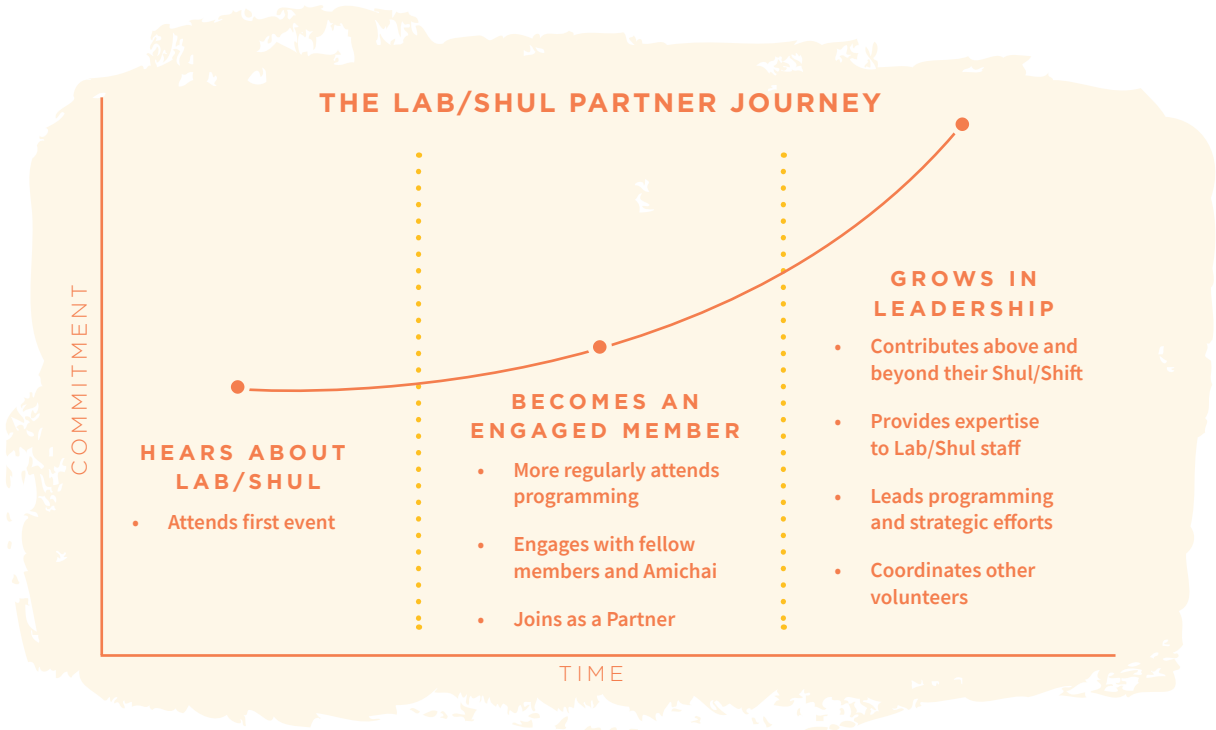 THE LAB/SHUL PARTNER JOURNEY
COMMITMENT
HEARS ABOUT
LAB/SHUL
• Attends first event
BECOMES AN
ENGAGED MEMBER
• More regularly attends
programming
• Engages with fellow
members and Amichai
• Joins as a Partner
GROWS IN
LEADERSHIP
• Contributes above and
beyond their Shul/Shift
• Provides expertise
to Lab/Shul staff
• Leads programming
and strategic efforts
• Coordinates other
volunteers
TIME